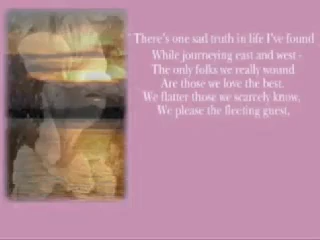 There's one sad truth in life I've found
While journeying east and west -
The only folks we really wound
Are those we love the best.
We flatter those we scarcely know,
We please the fleeting guest,